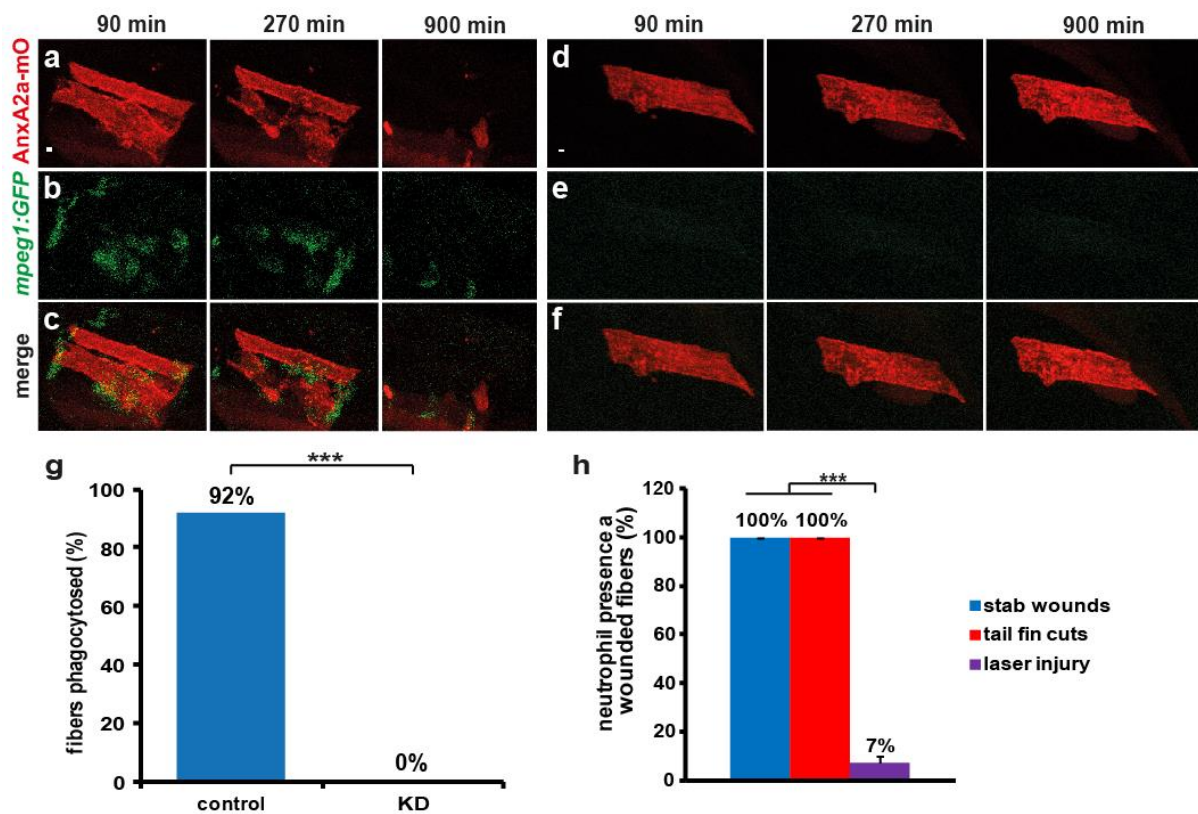 90 min 270 min 900 min 90 min 270 min 900 min
AnxA2a-mO
a
d
mpeg1:GFP
b
e
merge
c
f
g
***
fibers phagocytosed (%)
100
80
60
40
20
0
92%
0%
control KD
h
***
neutrophil presence a
wounded fibers (%)
120
100
80
60
40
20
0
100% 100%
7%
stab wounds
tail fin cuts
laser injury